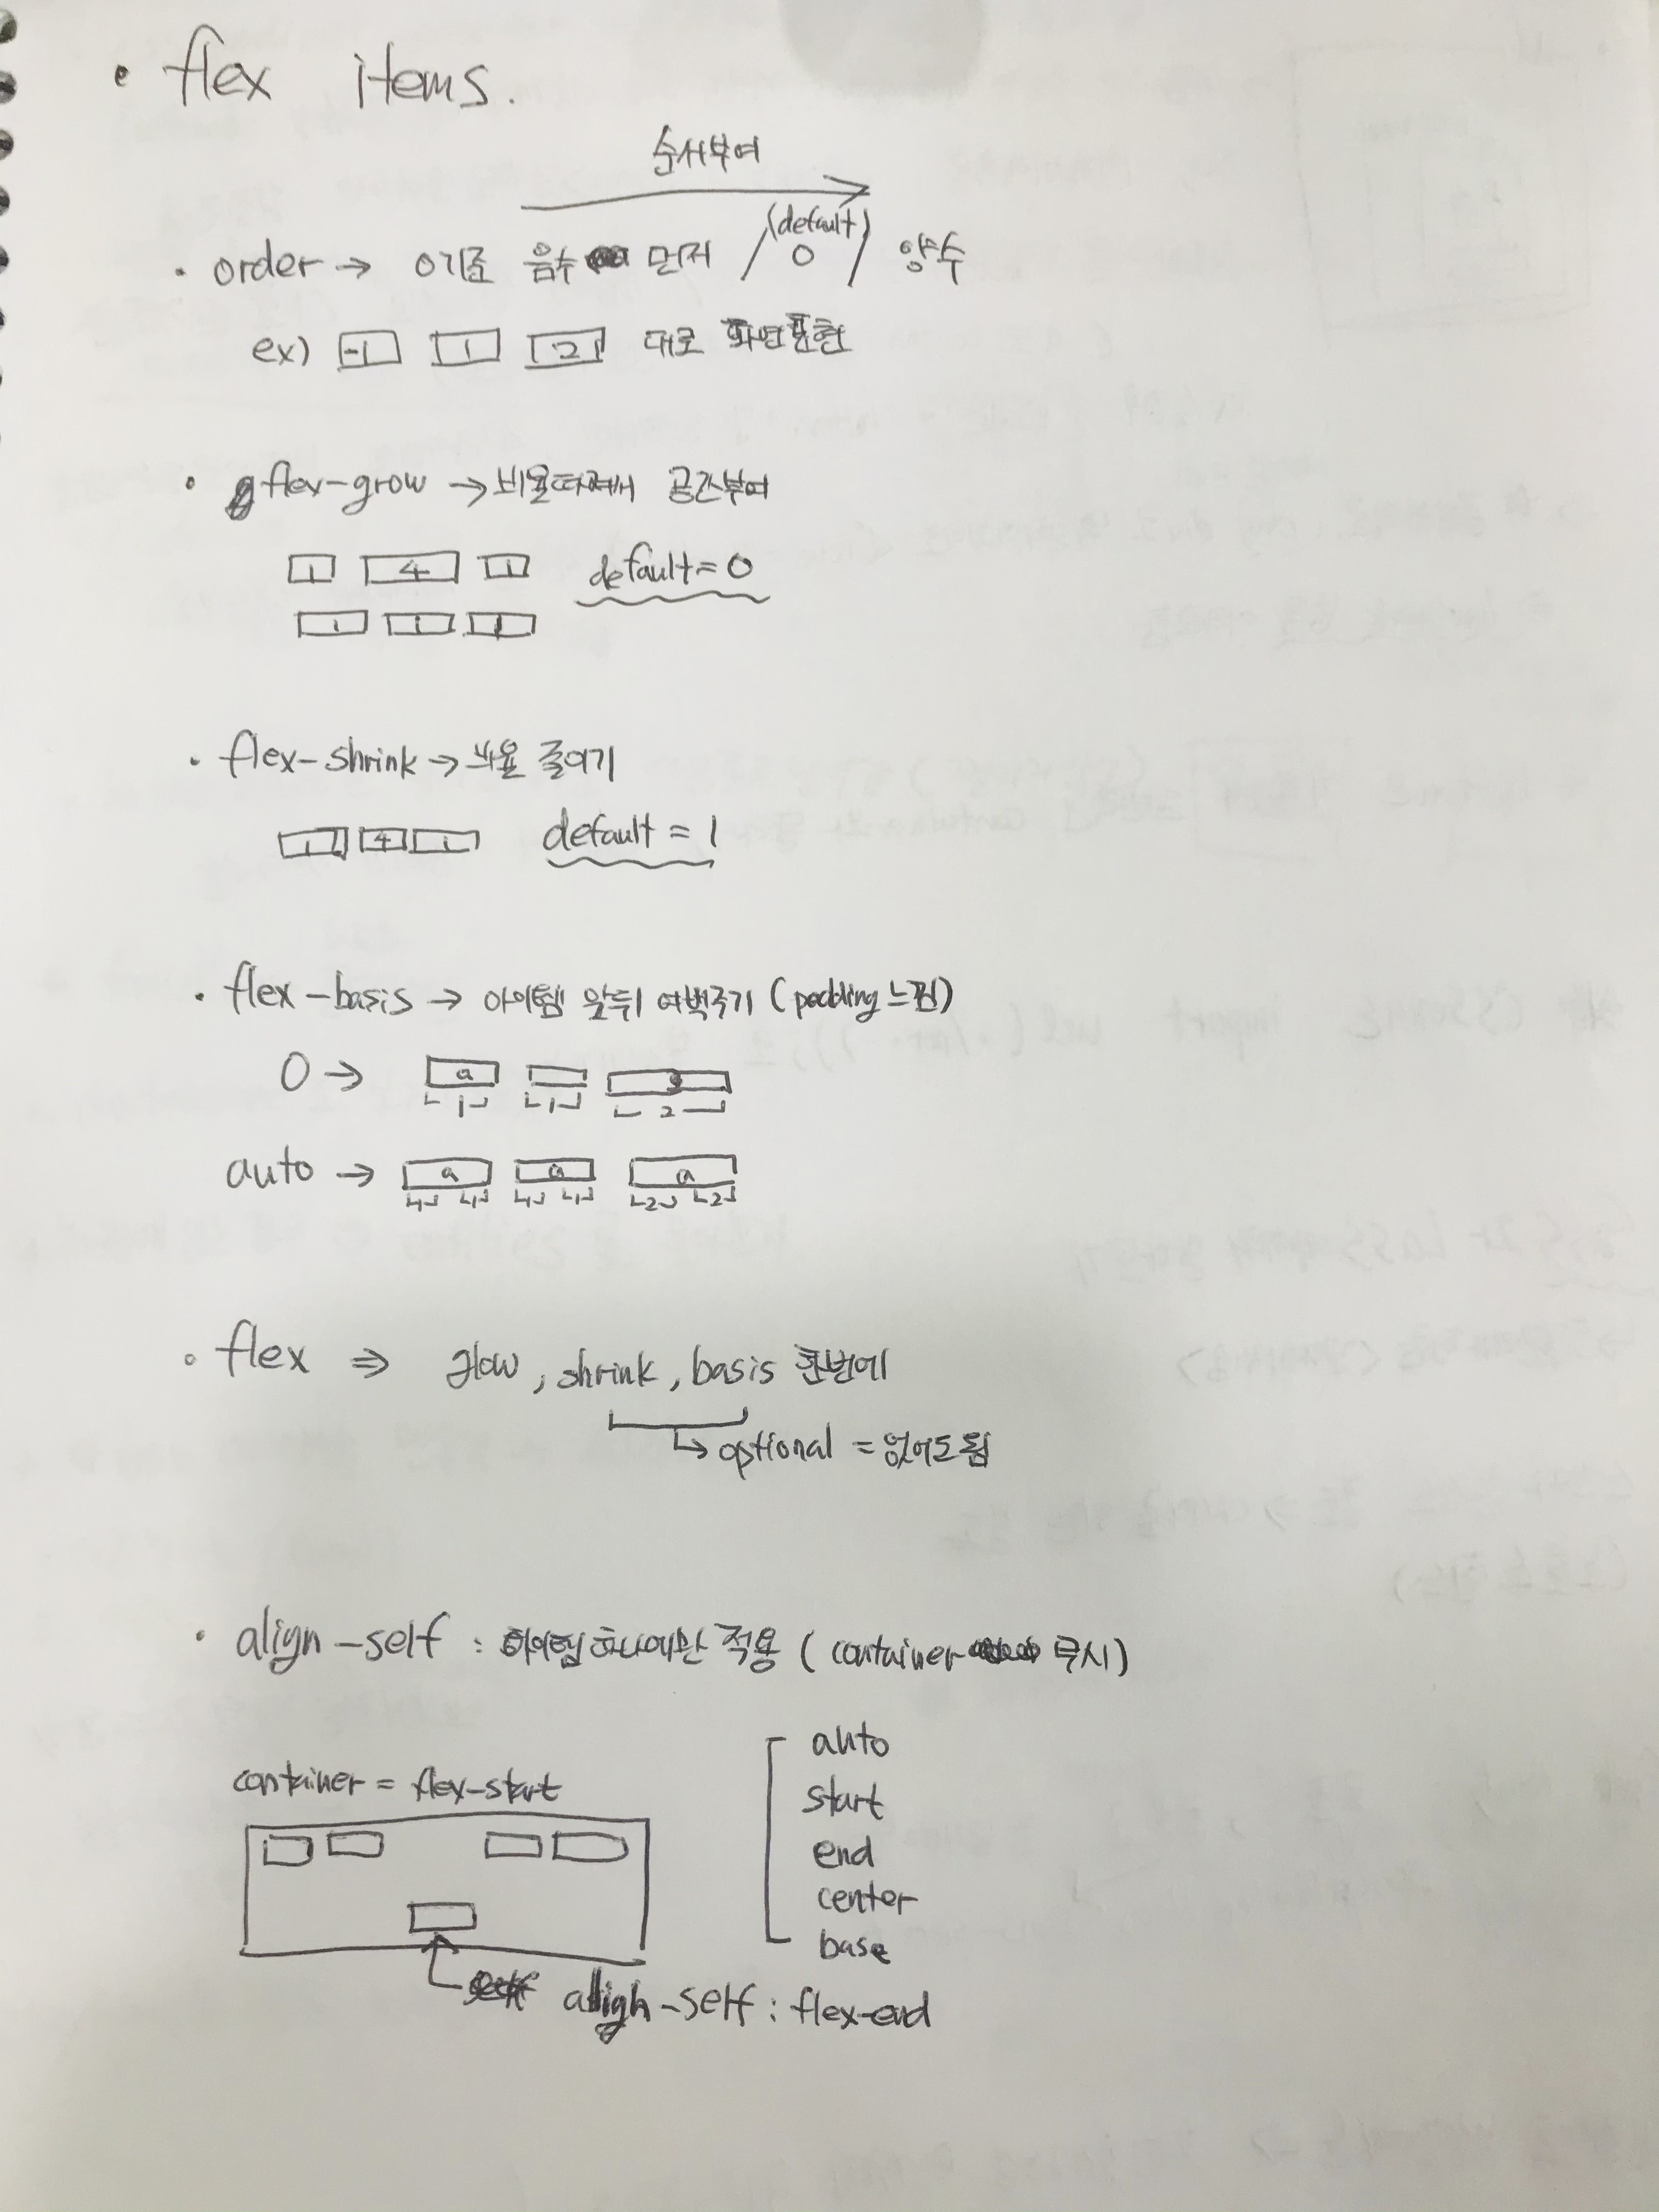 • flex items.
순서부여
• order → 0기준 음수 먼저 / (default) 0 / 양수
ex) -1 1 2 대로 화면표현
• flex-grow → 비율따져서 공간부여
1 4 1 default = 0
1 1 1
• flex-shrink → 비율 줄이기
1 4 1 default = 1
• flex-basis → 아이템 앞뒤 여백주기 (padding 느낌)
0 → a
1 1 2
auto → a a a
1 1 1 1 2 2
• flex ⇒ grow, shrink, basis 한번에
↳ optional = 없어도 됨
• align-self : 아이템 하나에만 적용 ( container 무시)
container = flex-start
auto
start
end
center
base
align-self : flex-end